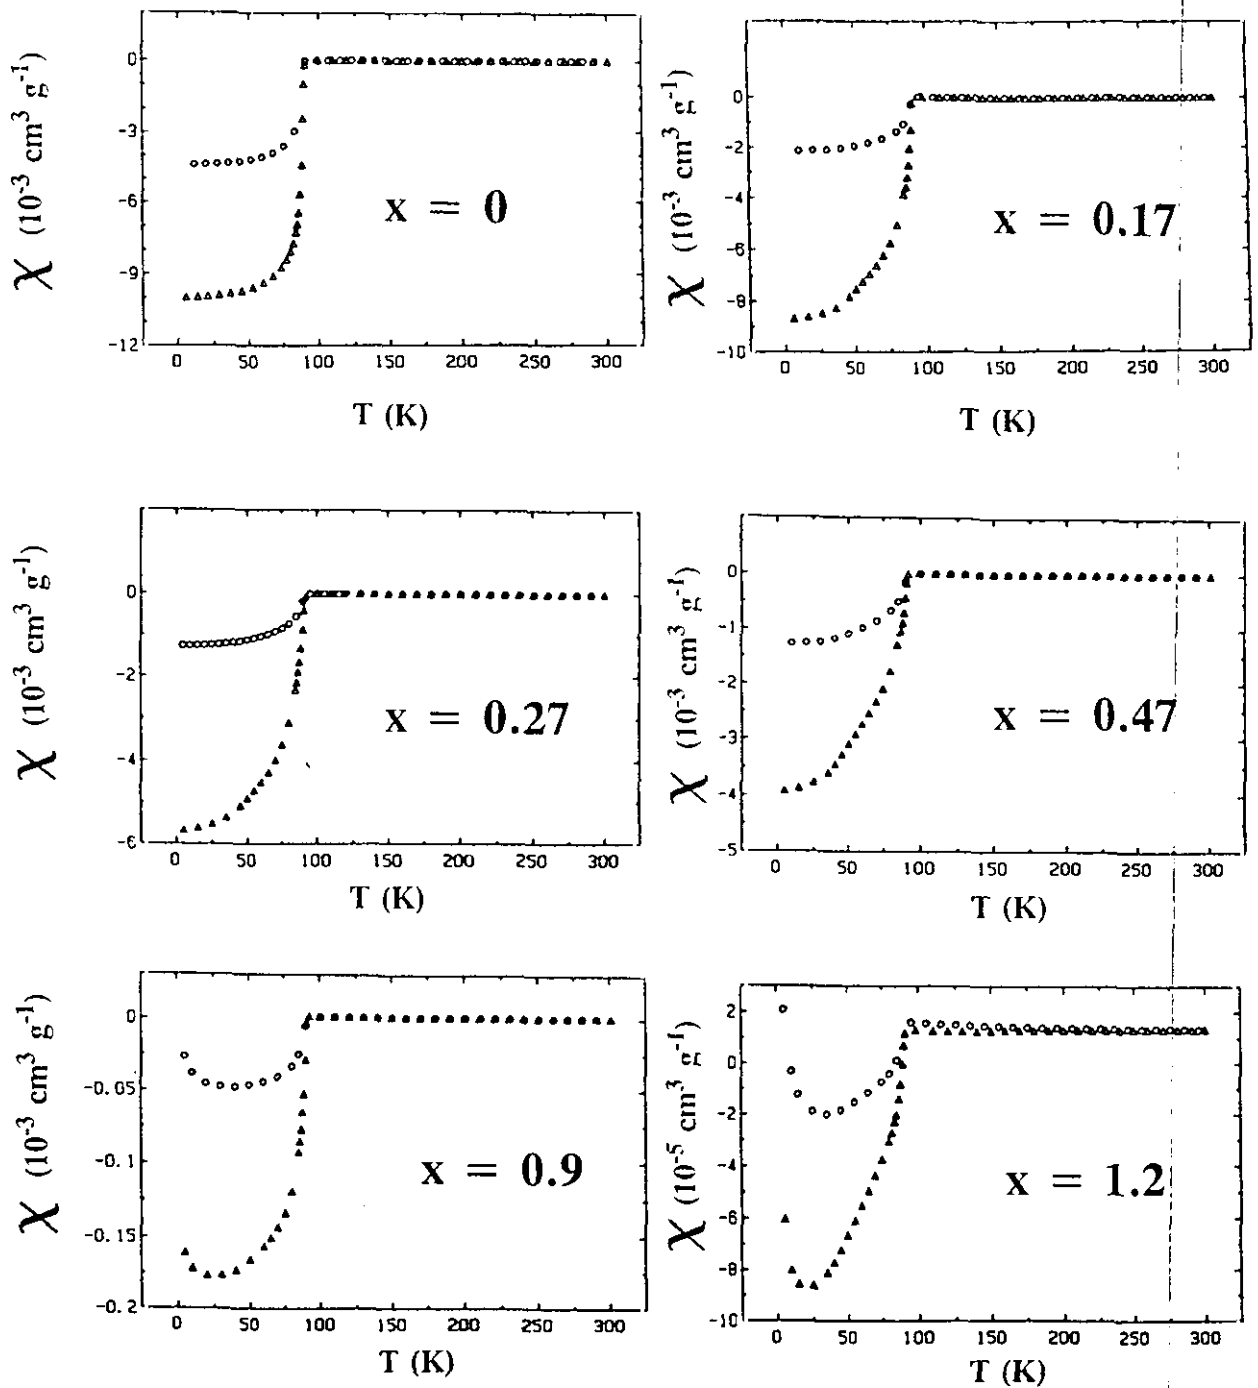 χ (10⁻³ cm³ g⁻¹)
0
-3
-6
-9
-12
x = 0
0 50 100 150 200 250 300
T (K)
χ (10⁻³ cm³ g⁻¹)
0
-2
-4
-6
-8
-10
x = 0.17
0 50 100 150 200 250 300
T (K)
χ (10⁻³ cm³ g⁻¹)
0
-2
-4
-6
x = 0.27
0 50 100 150 200 250 300
T (K)
χ (10⁻³ cm³ g⁻¹)
0
-1
-2
-3
-4
-5
x = 0.47
0 50 100 150 200 250 300
T (K)
χ (10⁻³ cm³ g⁻¹)
0
-0.05
-0.1
-0.15
-0.2
x = 0.9
0 50 100 150 200 250 300
T (K)
χ (10⁻⁵ cm³ g⁻¹)
2
0
-2
-4
-6
-8
-10
x = 1.2
0 50 100 150 200 250 300
T (K)